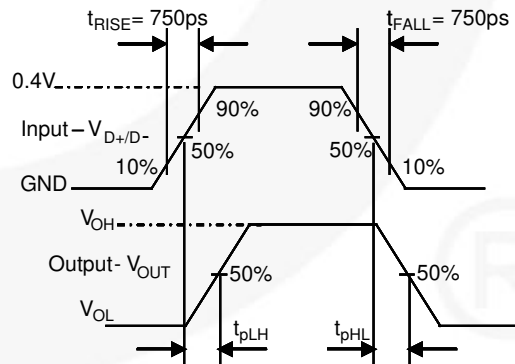 tRISE= 750ps
tFALL= 750ps
0.4V
90%
90%
Input–VD+/D-
50%
50%
10%
10%
GND
VOH
Output-VOUT
50%
50%
VOL
tpLH
tpHL
R